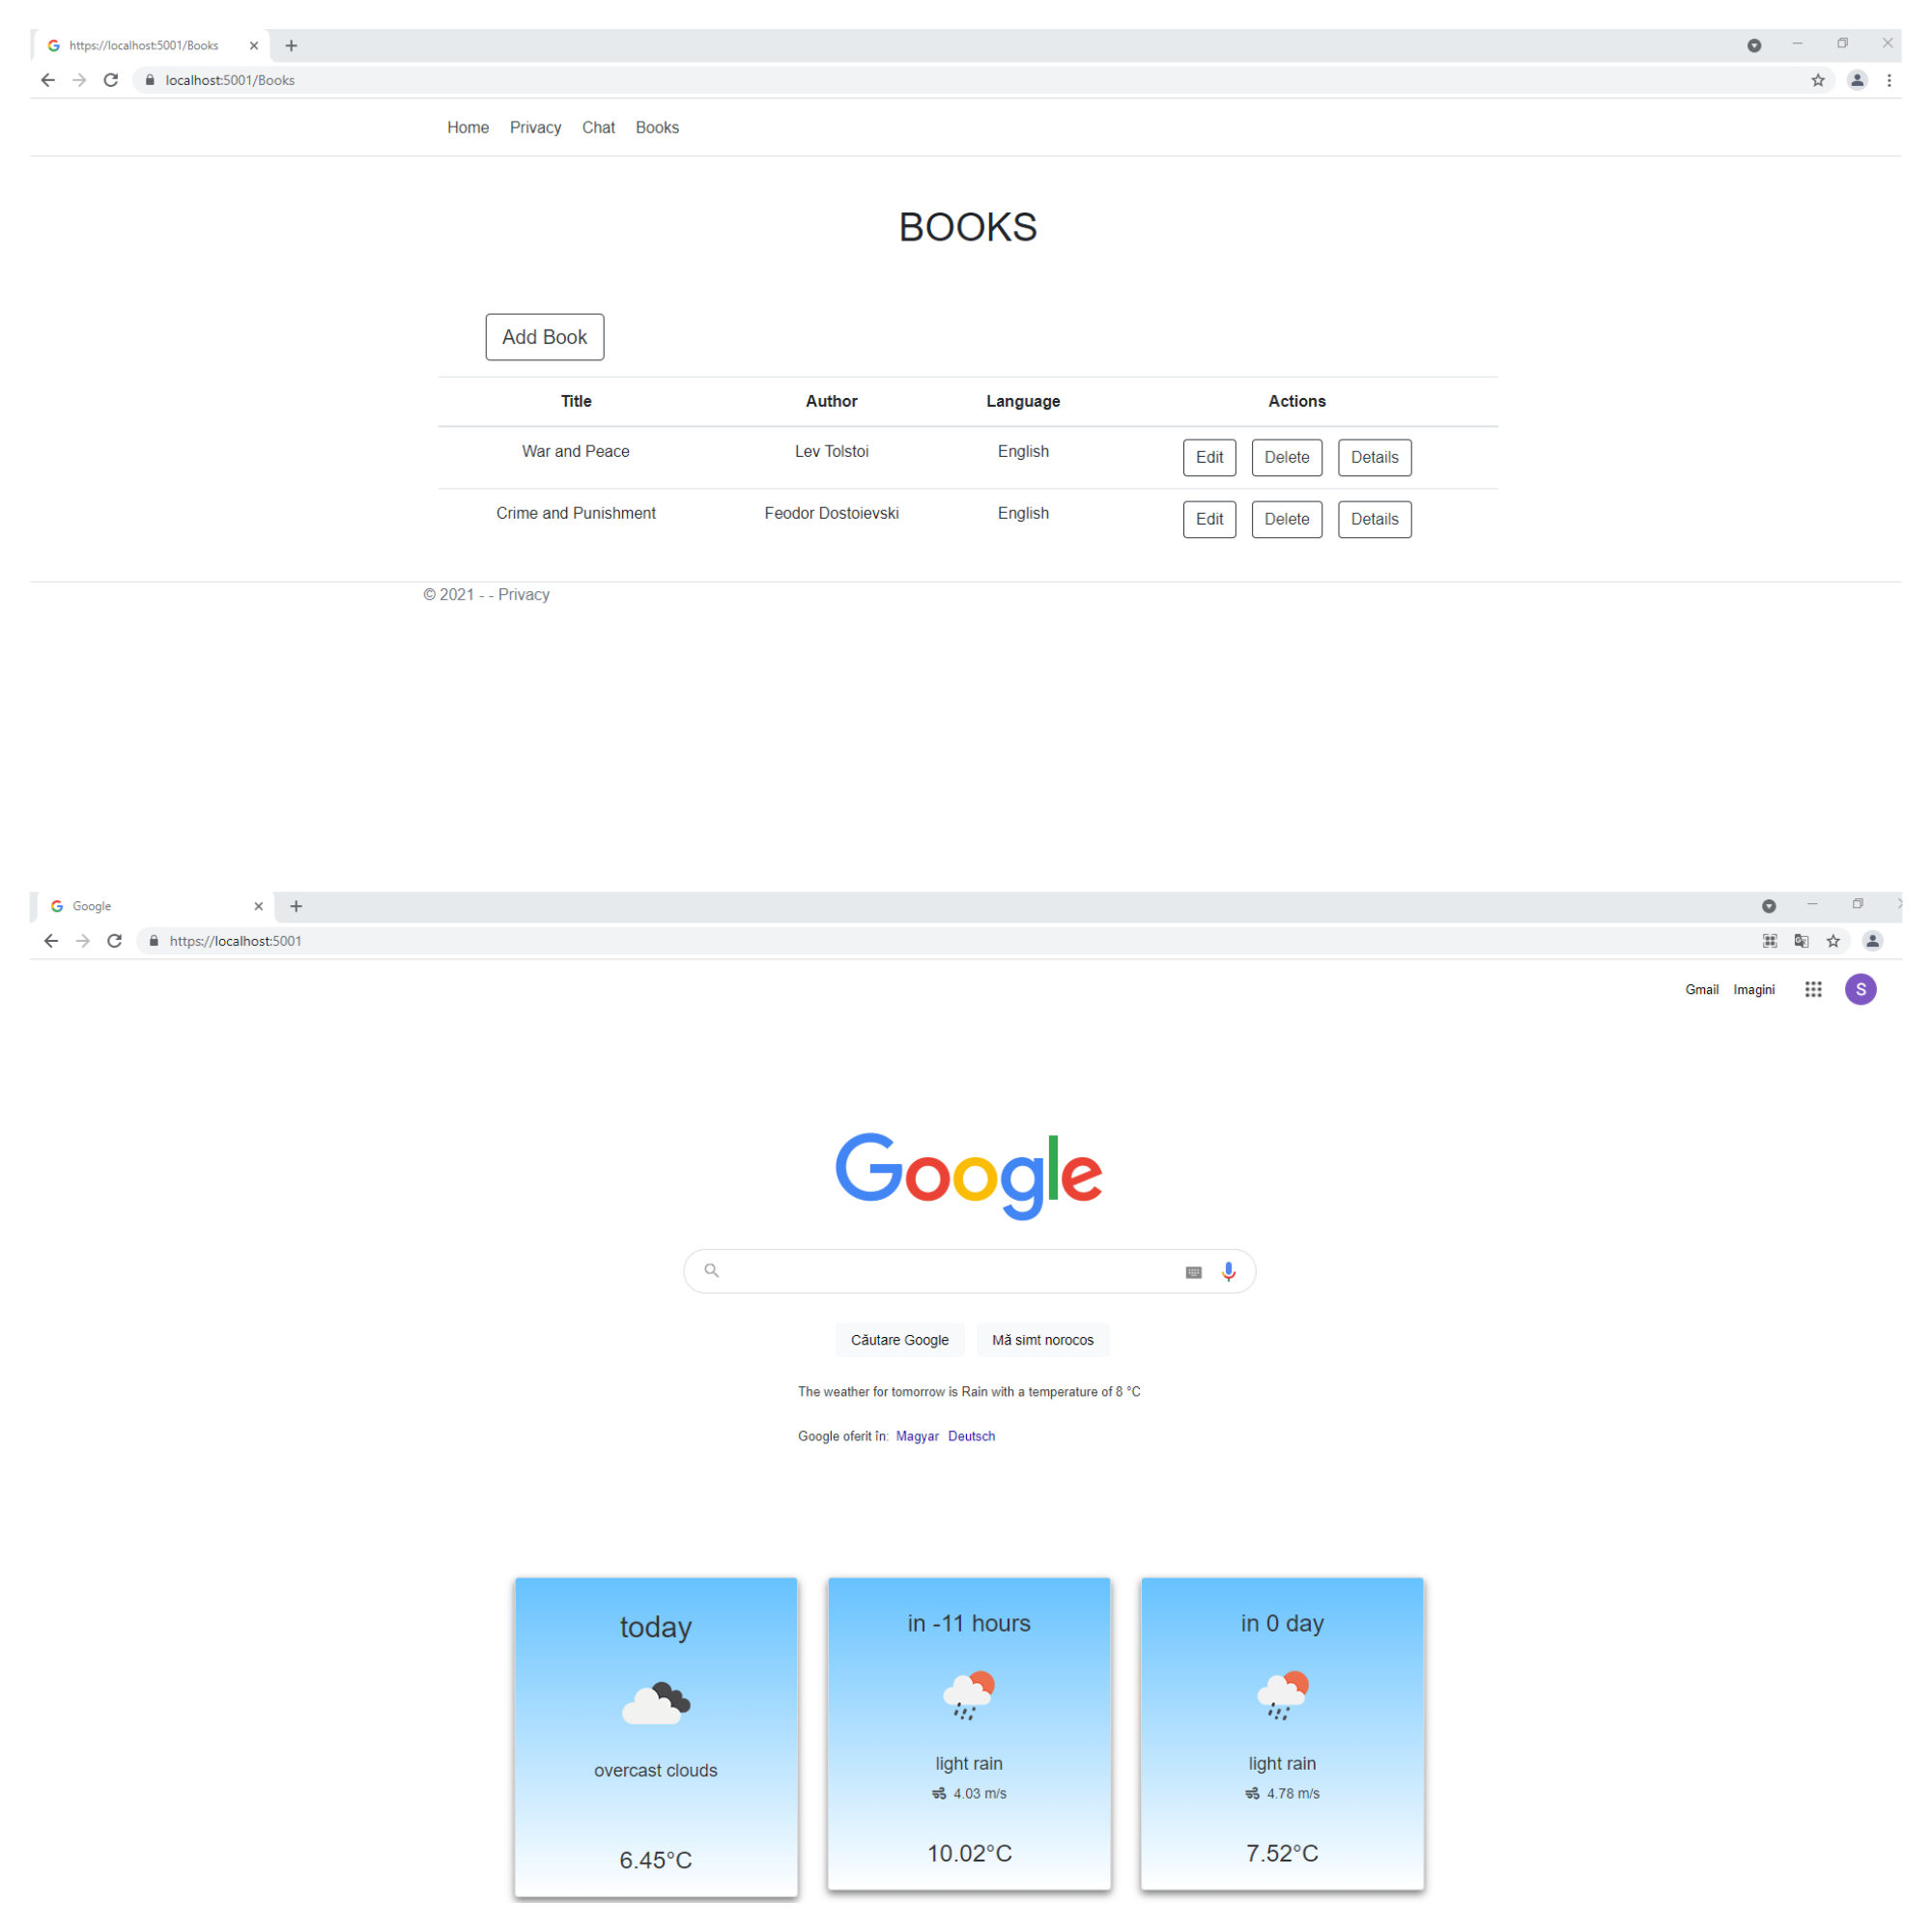 https://localhost:5001/Books
localhost:5001/Books
Home Privacy Chat Books
BOOKS
Add Book
Title Author Language Actions
War and Peace Lev Tolstoi English Edit Delete Details
Crime and Punishment Feodor Dostoievski English Edit Delete Details
© 2021 - - Privacy
Google
https://localhost:5001
Gmail Imagini S
Google
Căutare Google Mă simt norocos
The weather for tomorrow is Rain with a temperature of 8 °C
Google oferit în: Magyar Deutsch
today in -11 hours in 0 day
overcast clouds light rain light rain
4.03 m/s 4.78 m/s
6.45°C 10.02°C 7.52°C